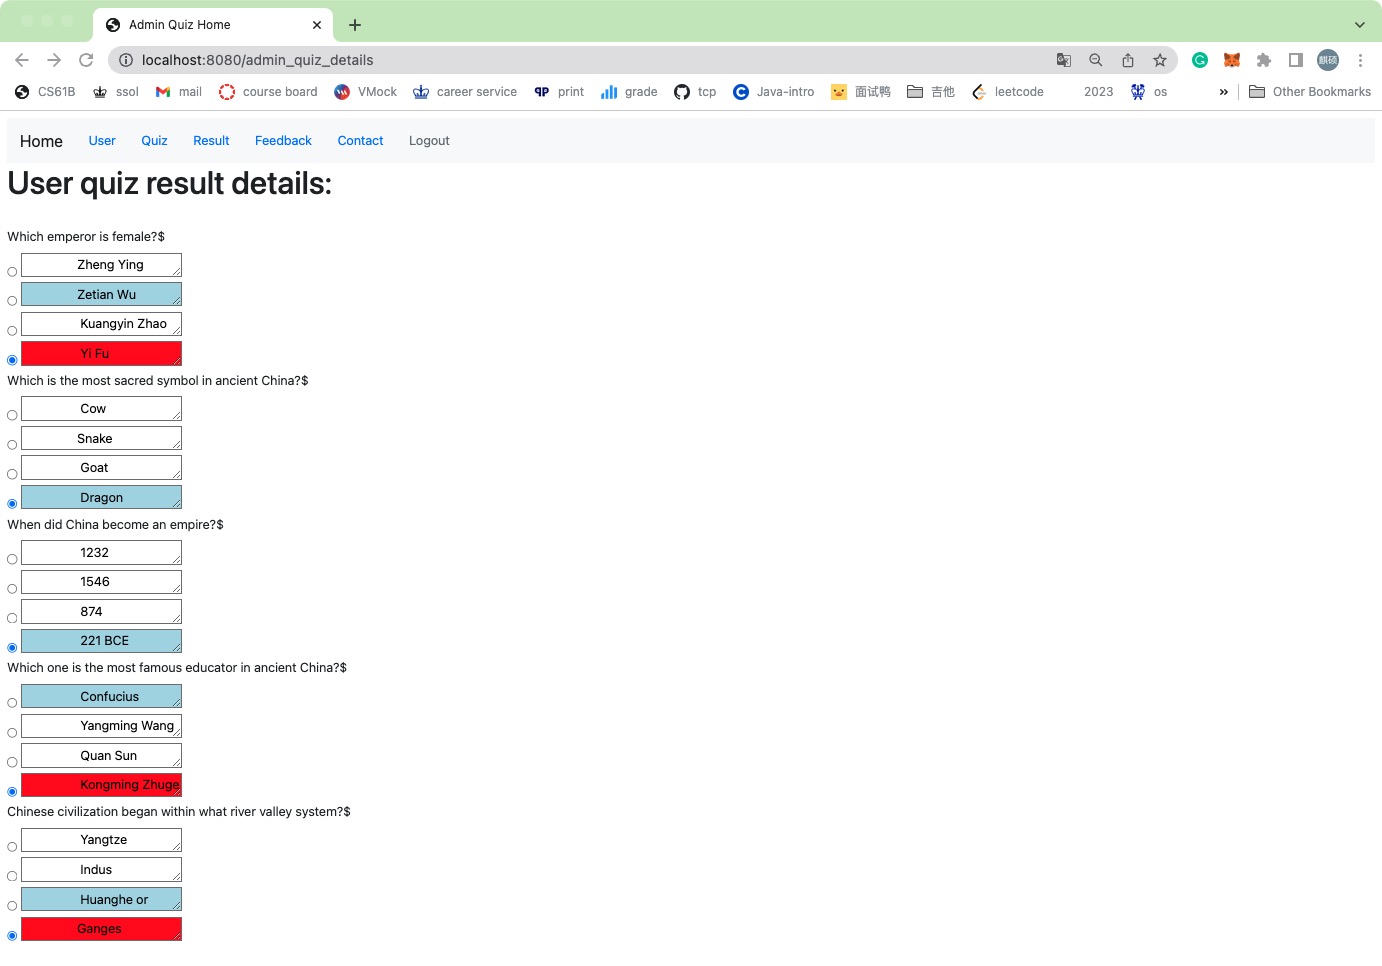 Admin Quiz Home
localhost:8080/admin_quiz_details
CS61B ssol mail course board VMock career service print grade tcp Java-intro 面试鸭 吉他 leetcode 2023 os » Other Bookmarks
Home User Quiz Result Feedback Contact Logout
User quiz result details:
Which emperor is female?$
Zheng Ying
Zetian Wu
Kuangyin Zhao
Yi Fu
Which is the most sacred symbol in ancient China?$
Cow
Snake
Goat
Dragon
When did China become an empire?$
1232
1546
874
221 BCE
Which one is the most famous educator in ancient China?$
Confucius
Yangming Wang
Quan Sun
Kongming Zhuge
Chinese civilization began within what river valley system?$
Yangtze
Indus
Huanghe or
Ganges